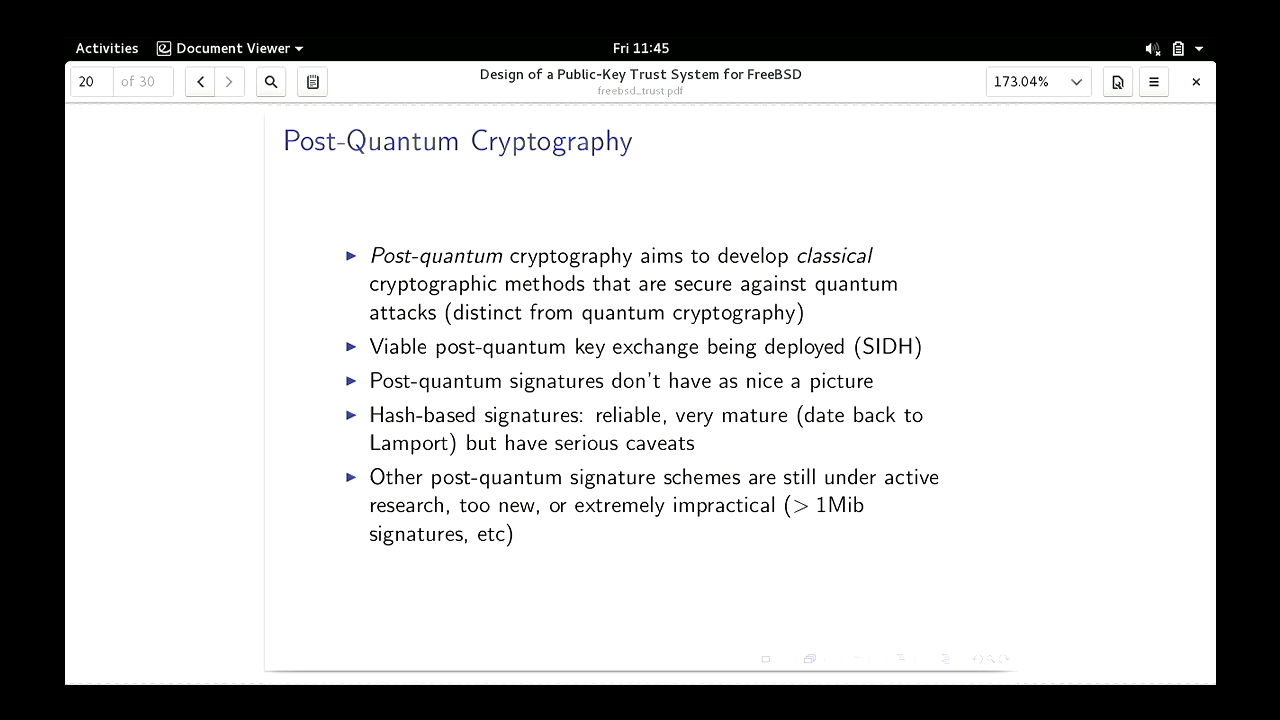 Activities Document Viewer Fri 11:45
20 of 30 Design of a Public-Key Trust System for FreeBSD 173.04%
freebsd_trust.pdf
Post-Quantum Cryptography
Post-quantum cryptography aims to develop classical
cryptographic methods that are secure against quantum
attacks (distinct from quantum cryptography)
Viable post-quantum key exchange being deployed (SIDH)
Post-quantum signatures don't have as nice a picture
Hash-based signatures: reliable, very mature (date back to
Lamport) but have serious caveats
Other post-quantum signature schemes are still under active
research, too new, or extremely impractical (> 1Mib
signatures, etc)